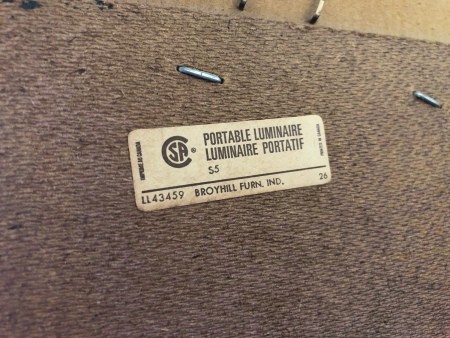 CSA ®
PORTABLE LUMINAIRE
LUMINAIRE PORTATIF
S5
LL43459 BROYHILL FURN. IND. 26